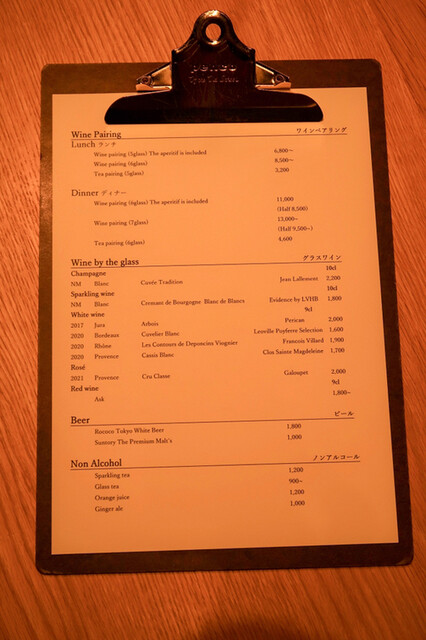 penco
Wine Pairing ワインペアリング
Lunch ランチ
Wine pairing (5glass) The aperitif is included 6,800~
Wine pairing (6glass) 8,500~
Tea pairing (5glass) 3,200
Dinner ディナー
Wine pairing (6glass) The aperitif is included 11,000
(Half 8,500)
Wine pairing (7glass) 13,000~
(Half 9,500~)
Tea pairing (6glass) 4,600
Wine by the glass グラスワイン
Champagne 10cl
NM Blanc Cuvée Tradition Jean Lallement 2,200
Sparkling wine 10cl
NM Blanc Cremant de Bourgogne Blanc de Blancs Evidence by LVHB 1,800
White wine 9cl
2017 Jura Arbois Perican 2,000
2020 Bordeaux Cuvelier Blanc Leoville Poyferre Selection 1,600
2020 Rhône Les Contours de Deponcins Viognier Francois Villard 1,900
2020 Provence Cassis Blanc Clos Sainte Magdeleine 1,700
Rosé
2021 Provence Cru Classe Galoupet 2,000
Red wine 9cl
Ask 1,800~
Beer ビール
Tokyo White Beer 1,800
Suntory The Premium Malt's 1,000
Non Alcohol ノンアルコール
Sparkling tea 1,200
Glass tea 900~
Orange juice 1,200
Ginger ale 1,000